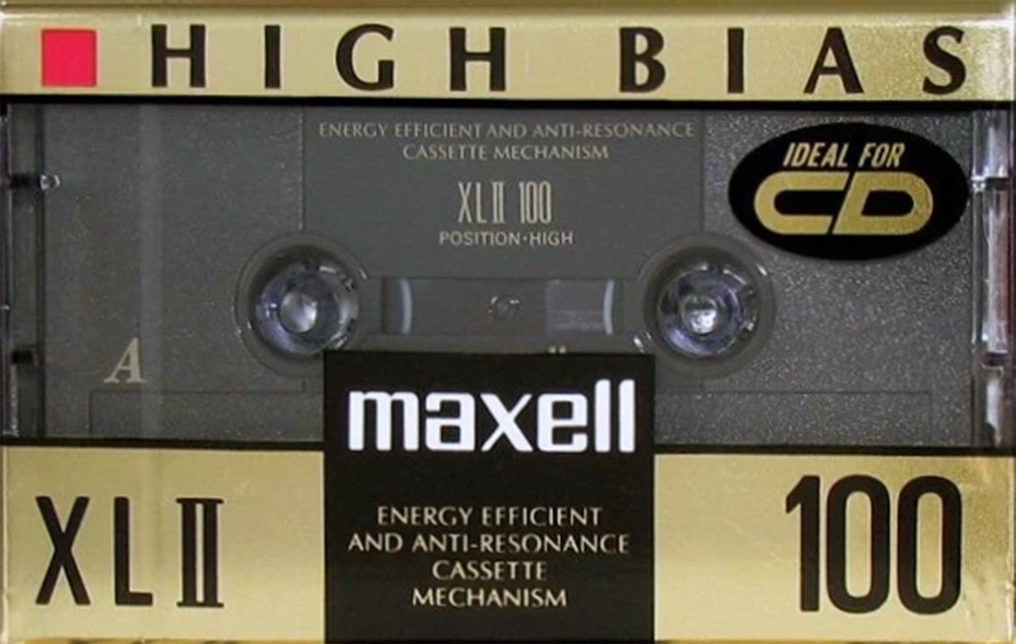 HIGH BIAS
ENERGY EFFICIENT AND ANTI-RESONANCE
CASSETTE MECHANISM
IDEAL FOR
CD
XLII 100
POSITION·HIGH
A
maxell
XLII
ENERGY EFFICIENT
AND ANTI-RESONANCE
CASSETTE
MECHANISM
100